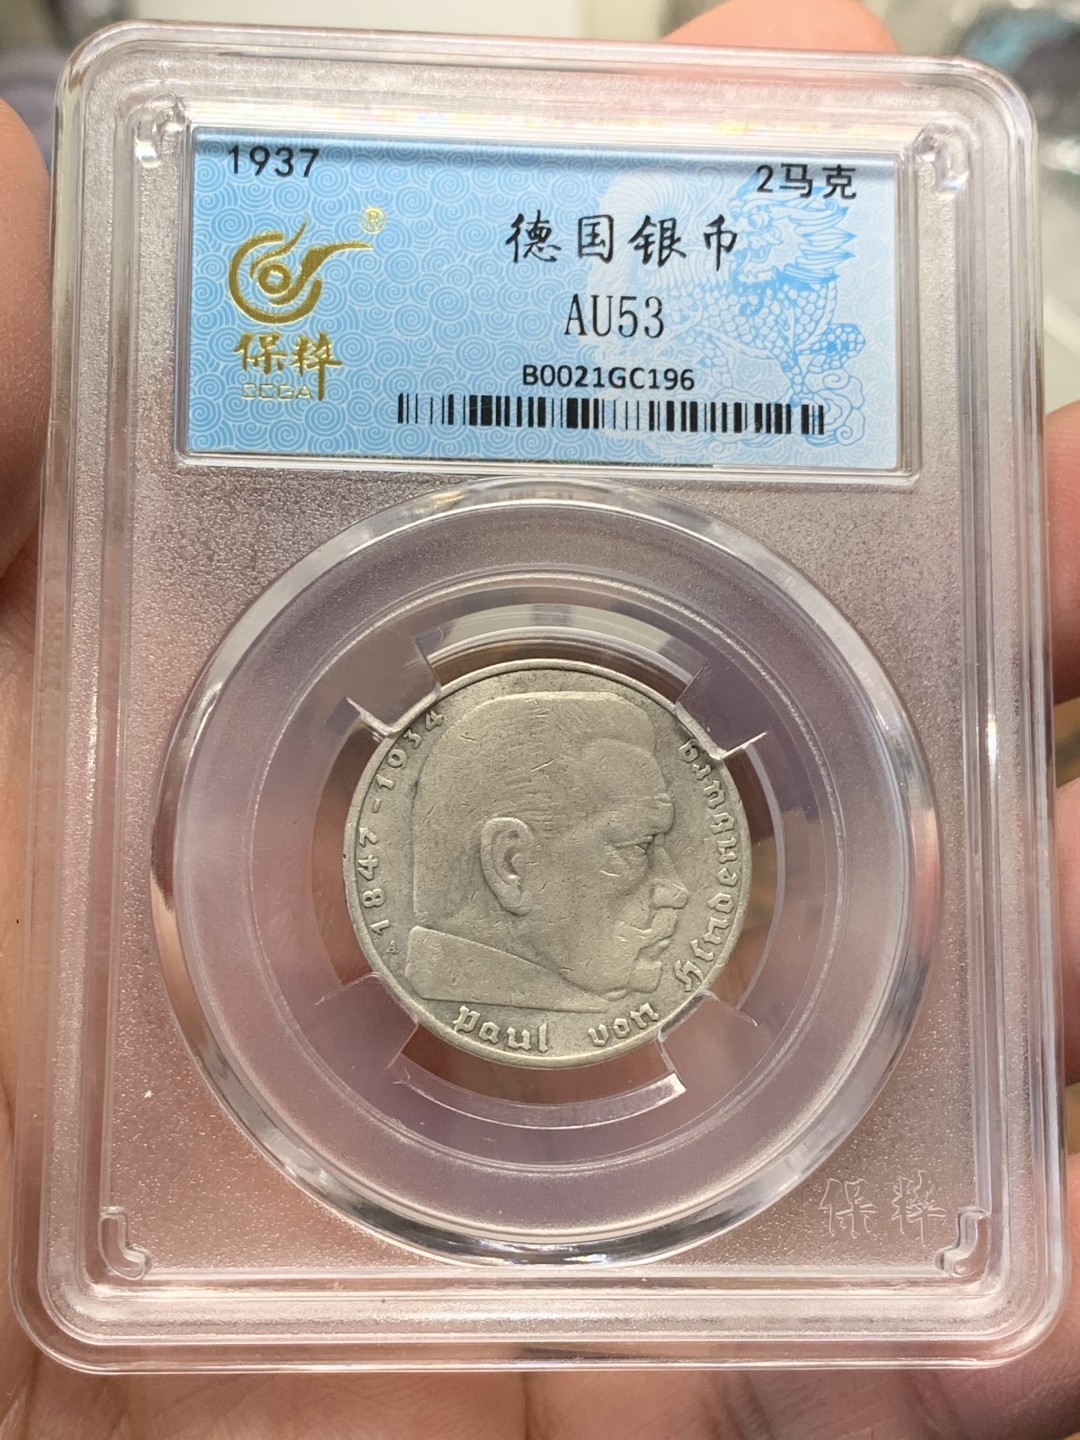 1937
2马克
德国银币
AU53
B0021GC196
®
保粹
CCGA
1847-1934
A
Paul von Hindenburg
保粹